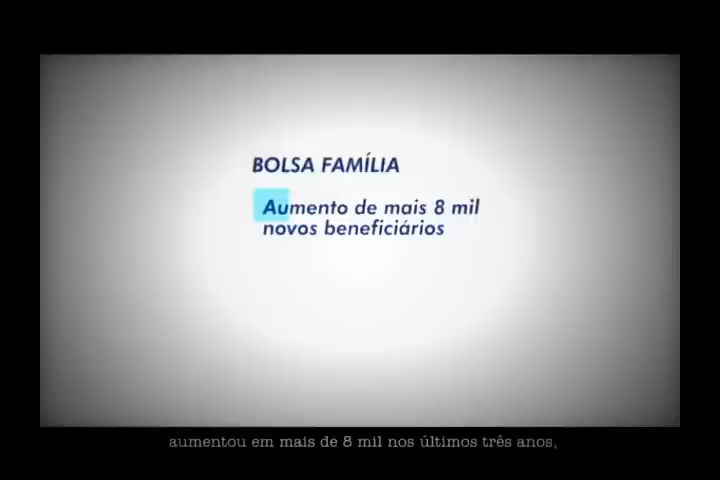 BOLSA FAMÍLIA
Aumento de mais 8 mil
novos beneficiários
aumentou em mais de 8 mil nos últimos três anos,